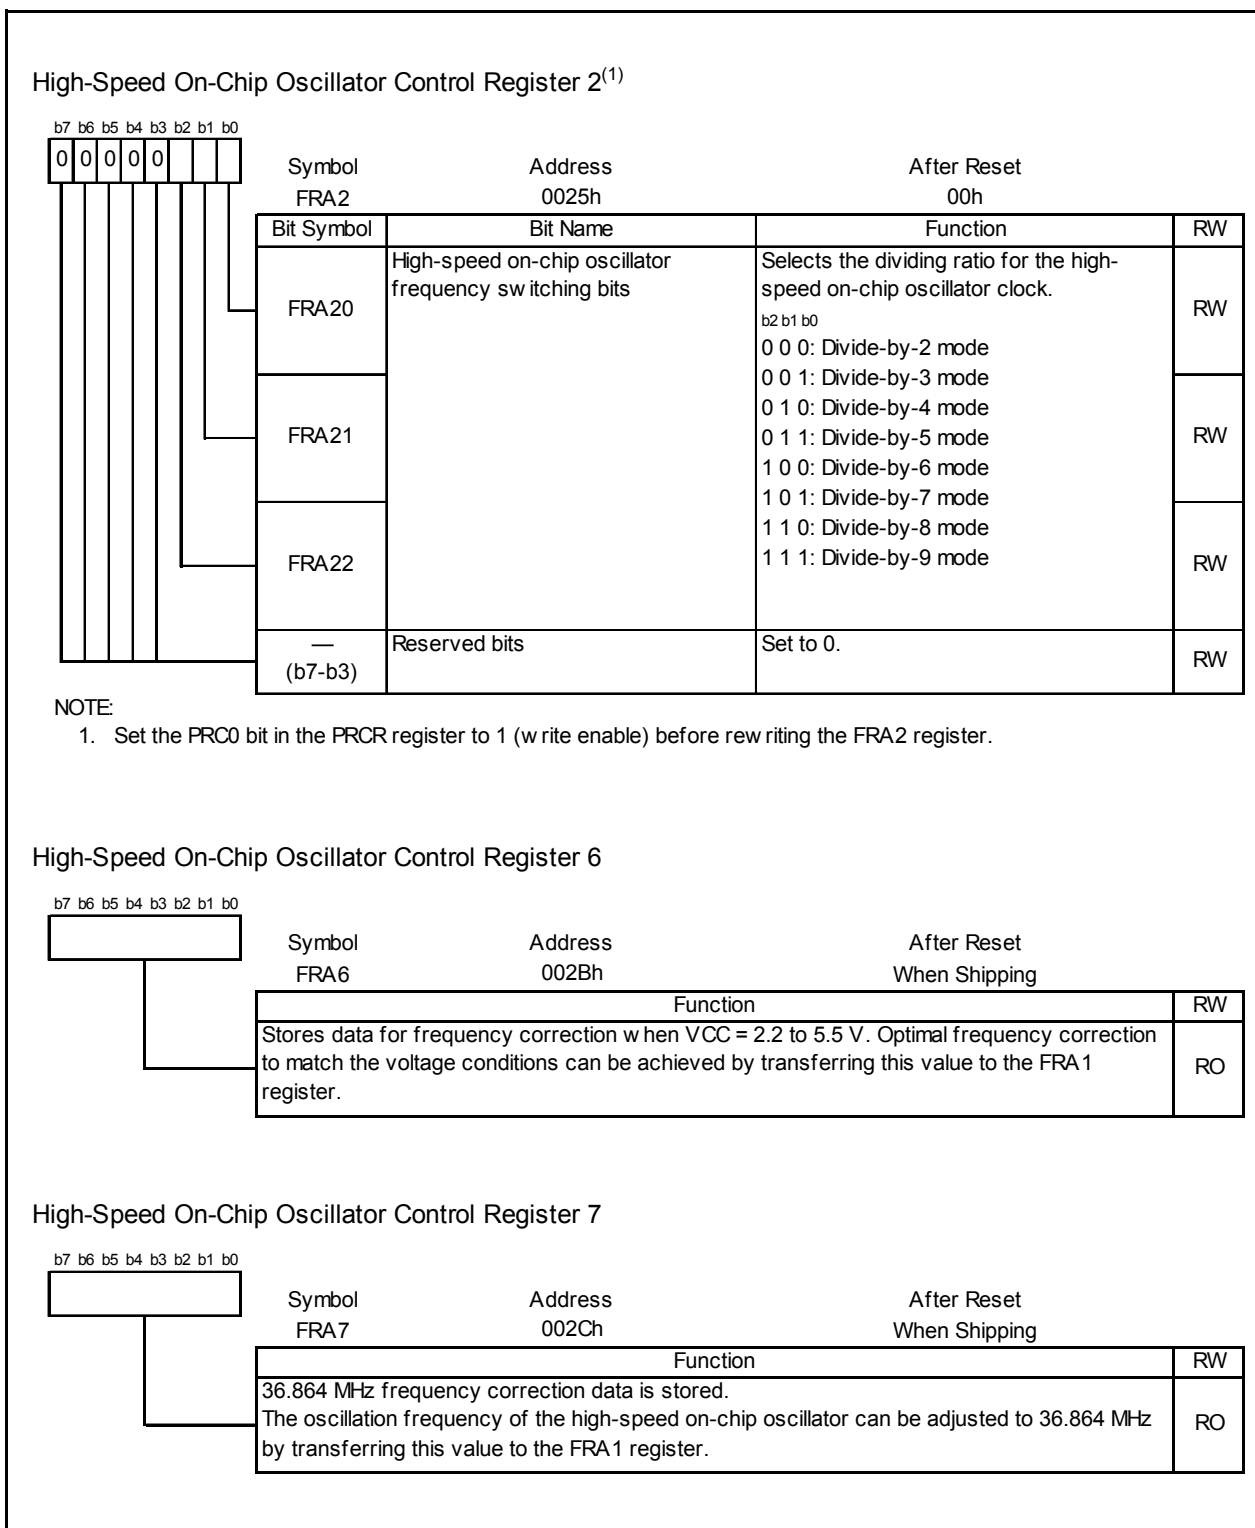 High-Speed On-Chip Oscillator Control Register 2(1)
b7 b6 b5 b4 b3 b2 b1 b0
0 0 0 0 0
Symbol Address After Reset
FRA2 0025h 00h
Bit Symbol Bit Name Function RW
FRA20 High-speed on-chip oscillator frequency switching bits Selects the dividing ratio for the high-
speed on-chip oscillator clock. RW
b2 b1 b0
0 0 0: Divide-by-2 mode
0 0 1: Divide-by-3 mode
0 1 0: Divide-by-4 mode
FRA21 0 1 1: Divide-by-5 mode RW
1 0 0: Divide-by-6 mode
1 0 1: Divide-by-7 mode
1 1 0: Divide-by-8 mode
FRA22 1 1 1: Divide-by-9 mode RW
— Reserved bits Set to 0. RW
(b7-b3)
NOTE:
1. Set the PRC0 bit in the PRCR register to 1 (write enable) before rewriting the FRA2 register.
High-Speed On-Chip Oscillator Control Register 6
b7 b6 b5 b4 b3 b2 b1 b0
Symbol Address After Reset
FRA6 002Bh When Shipping
Function RW
Stores data for frequency correction when VCC = 2.2 to 5.5 V. Optimal frequency correction
to match the voltage conditions can be achieved by transferring this value to the FRA1 RO
register.
High-Speed On-Chip Oscillator Control Register 7
b7 b6 b5 b4 b3 b2 b1 b0
Symbol Address After Reset
FRA7 002Ch When Shipping
Function RW
36.864 MHz frequency correction data is stored.
The oscillation frequency of the high-speed on-chip oscillator can be adjusted to 36.864 MHz RO
by transferring this value to the FRA1 register.